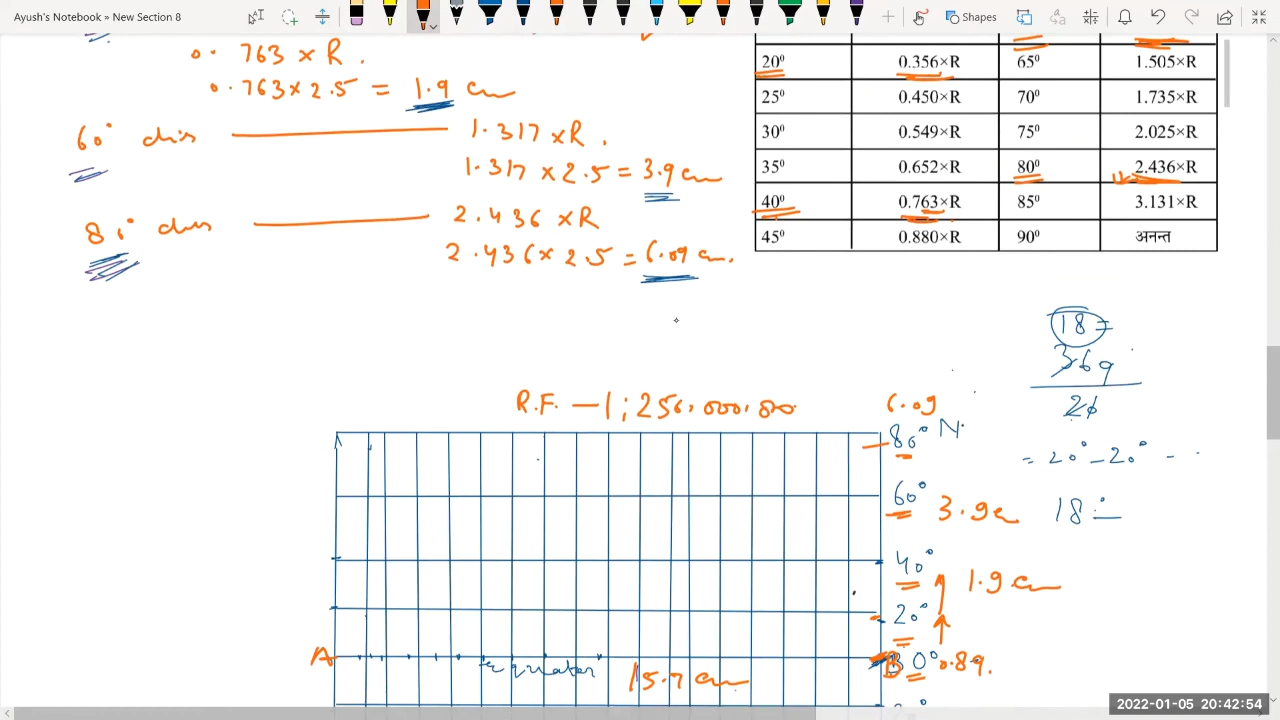 Ayush's Notebook » New Section 8
Shapes
0.763 × R.
0.763 × 2.5 = 1.9 cm
60° dis 1.317 × R.
1.317 × 2.5 = 3.9 cm
80° dis 2.436 × R
2.436 × 2.5 = 6.09 cm.
20⁰ 0.356×R 65⁰ 1.505×R
25⁰ 0.450×R 70⁰ 1.735×R
30⁰ 0.549×R 75⁰ 2.025×R
35⁰ 0.652×R 80⁰ 2.436×R
40⁰ 0.763×R 85⁰ 3.131×R
45⁰ 0.880×R 90⁰ अनन्त
18 =
369
= 20° - 20° -
18 =
R.F. — 1;250.000.00
6.09
80° N.
60° 3.9c
40°
1.9 cm
20°
A
B 0° 0.89.
Equator
15.7 cm
2022-01-05 20:42:54